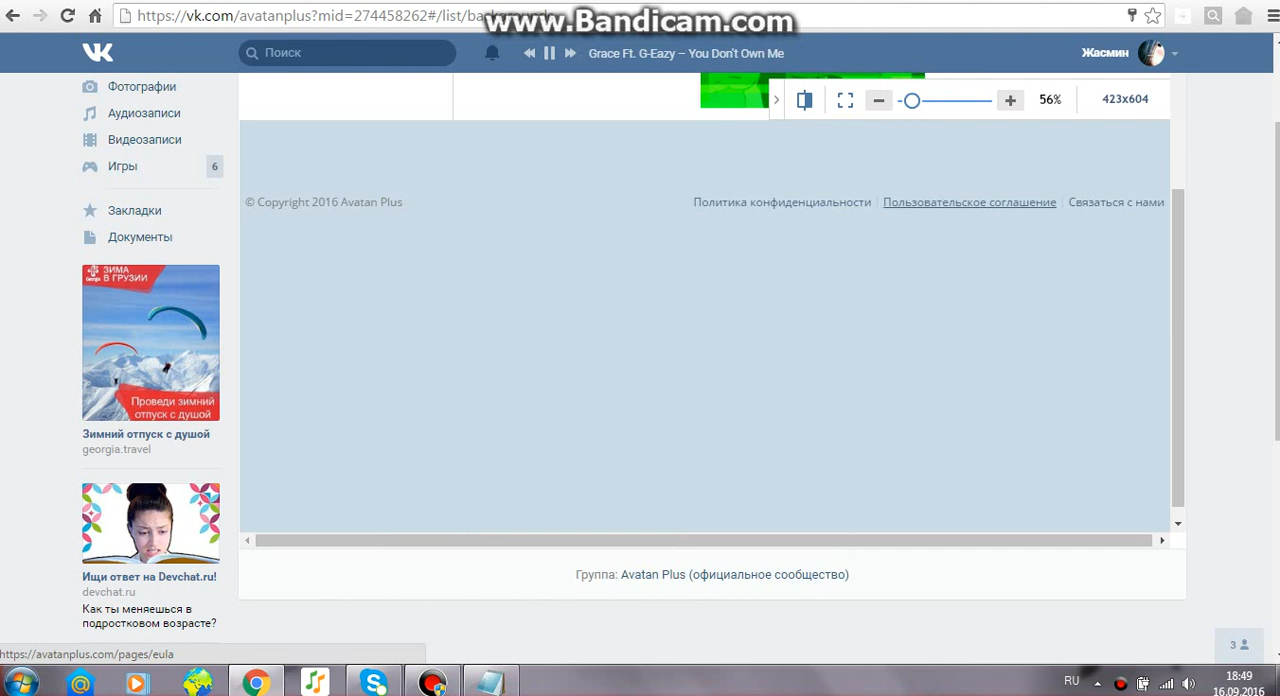 https://vk.com/avatanplus?mid=274458262#/list/backgrounds
www.Bandicam.com
Поиск
Grace Ft. G-Eazy – You Don't Own Me
Жасмин
Фотографии
Аудиозаписи
Видеозаписи
Игры 6
Закладки
Документы
56%
423x604
© Copyright 2016 Avatan Plus
Политика конфиденциальности
Пользовательское соглашение
Связаться с нами
ЗИМА
В ГРУЗИИ
Georgia
Проведи зимний
отпуск с душой
Зимний отпуск с душой
georgia.travel
Ищи ответ на Devchat.ru!
devchat.ru
Как ты меняешься в
подростковом возрасте?
Группа: Avatan Plus (официальное сообщество)
3
https://avatanplus.com/pages/eula
RU
18:49
16.09.2016